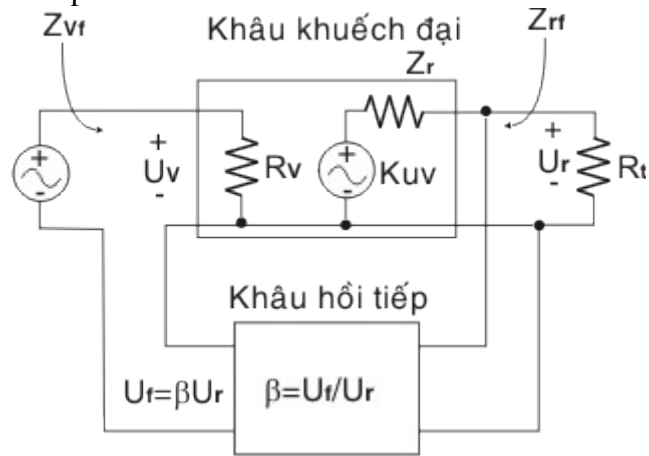 Zvf
Khâu khuếch đại
Zrf
Zr
+
-
+
Uv
-
Rv
+
-
Kuv
+
Ur
-
Rt
Khâu hồi tiếp
Uf=βUr
β=Uf/Ur